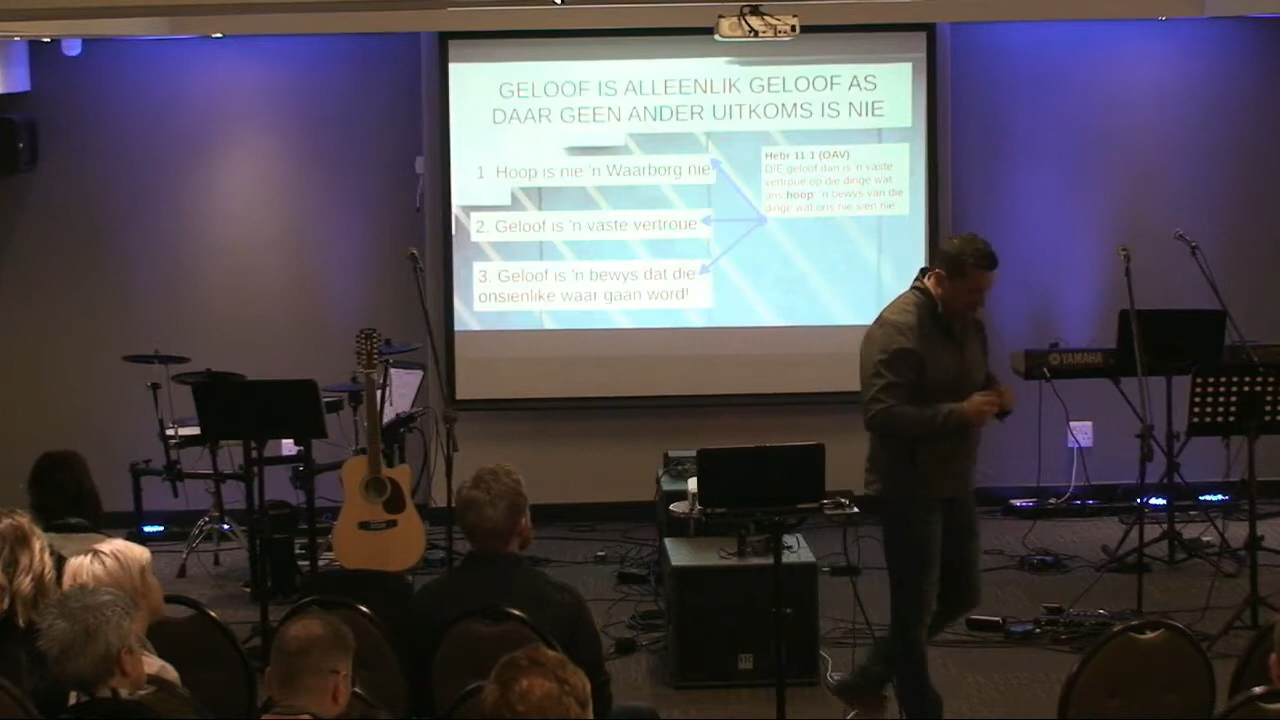 GELOOF IS ALLEENLIK GELOOF AS
DAAR GEEN ANDER UITKOMS IS NIE
1 Hoop is nie 'n Waarborg nie
2. Geloof is 'n vaste vertroue
3. Geloof is 'n bewys dat die
onsienlike waar gaan word!
Hebr 11:1 (OAV)
DIE geloof dan is 'n vaste
vertroue op die dinge wat
ons hoop 'n bewys van die
dinge wat ons nie sien nie
YAMAHA